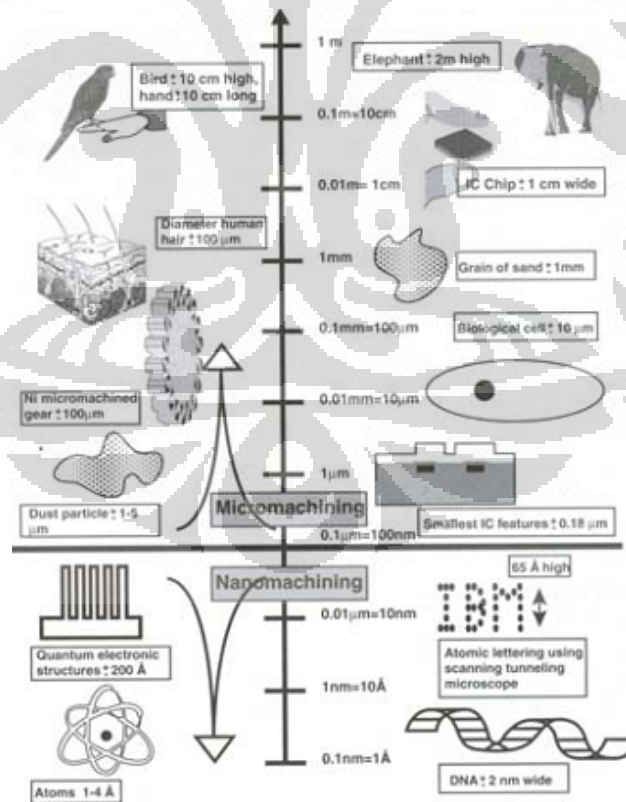 1 m
Bird ± 10 cm high,
hand ± 10 cm long
Elephant ± 2m high
0.1m=10cm
0.01m= 1cm
IC Chip ± 1 cm wide
Diameter human
hair ± 100 μm
1mm
Grain of sand ± 1mm
0.1mm=100μm
Biological cell ± 10 μm
Ni micromachined
gear ± 100μm
0.01mm=10μm
1μm
Dust particle ± 1-5
μm
Micromachining
Smallest IC features ± 0.18 μm
0.1μm=100nm
Nanomachining
65 Å high
IBM
0.01μm=10nm
Quantum electronic
structures ± 200 Å
Atomic lettering using
scanning tunneling
microscope
1nm=10Å
0.1nm=1Å
Atoms 1-4 Å
DNA ± 2 nm wide